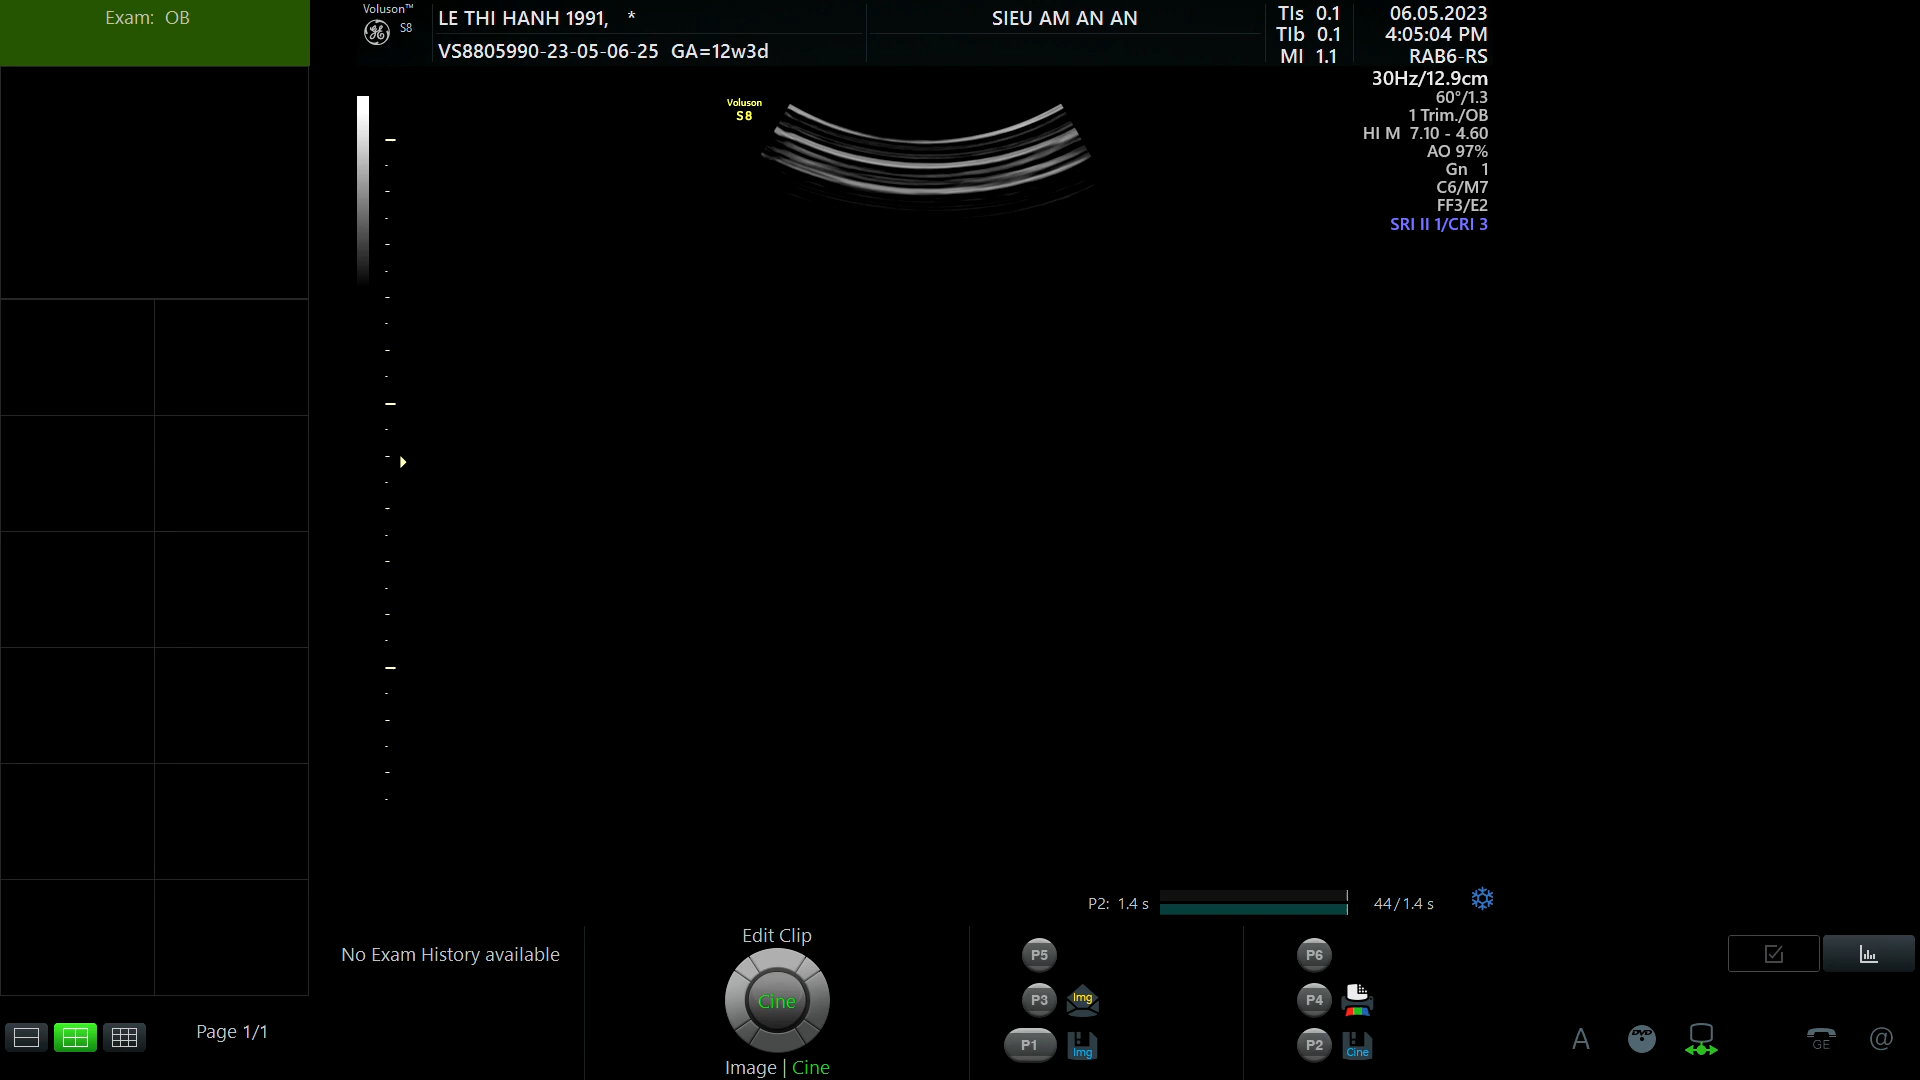 Exam: OB
Voluson™
S8
LE THI HANH 1991, *
VS8805990-23-05-06-25 GA=12w3d
SIEU AM AN AN
TIs 0.1
TIb 0.1
MI 1.1
06.05.2023
4:05:04 PM
RAB6-RS
30Hz/12.9cm
60°/1.3
1 Trim./OB
HI M 7.10 - 4.60
AO 97%
Gn 1
C6/M7
FF3/E2
SRI II 1/CRI 3
Voluson
S8
P2: 1.4 s
44/1.4 s
No Exam History available
Edit Clip
Cine
Image | Cine
P5
P3 Img
P1 Img
P6
P4
P2 Cine
Page 1/1
A
DVD
GE
@